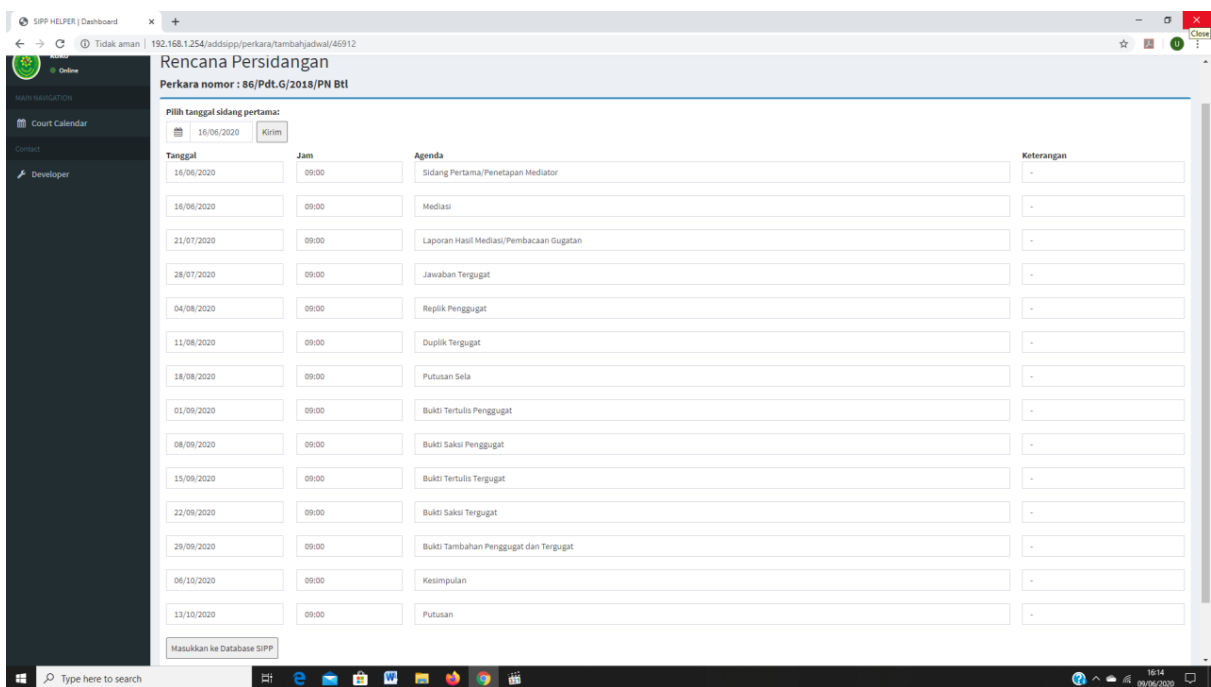 SIPP HELPER | Dashboard
Close
Tidak aman | 192.168.1.254/addsipp/perkara/tambahjadwal/46912
U
Online
Rencana Persidangan
Perkara nomor : 86/Pdt.G/2018/PN Btl
MAIN NAVIGATION
Court Calendar
Contact
Developer
Pilih tanggal sidang pertama:
16/06/2020 Kirim
Tanggal Jam Agenda Keterangan
16/06/2020 09:00 Sidang Pertama/Penetapan Mediator -
16/06/2020 09:00 Mediasi -
21/07/2020 09:00 Laporan Hasil Mediasi/Pembacaan Gugatan -
28/07/2020 09:00 Jawaban Tergugat -
04/08/2020 09:00 Replik Penggugat -
11/08/2020 09:00 Duplik Tergugat -
18/08/2020 09:00 Putusan Sela -
01/09/2020 09:00 Bukti Tertulis Penggugat -
08/09/2020 09:00 Bukti Saksi Penggugat -
15/09/2020 09:00 Bukti Tertulis Tergugat -
22/09/2020 09:00 Bukti Saksi Tergugat -
29/09/2020 09:00 Bukti Tambahan Penggugat dan Tergugat -
06/10/2020 09:00 Kesimpulan -
13/10/2020 09:00 Putusan -
Masukkan ke Database SIPP
Type here to search
16:14
09/06/2020